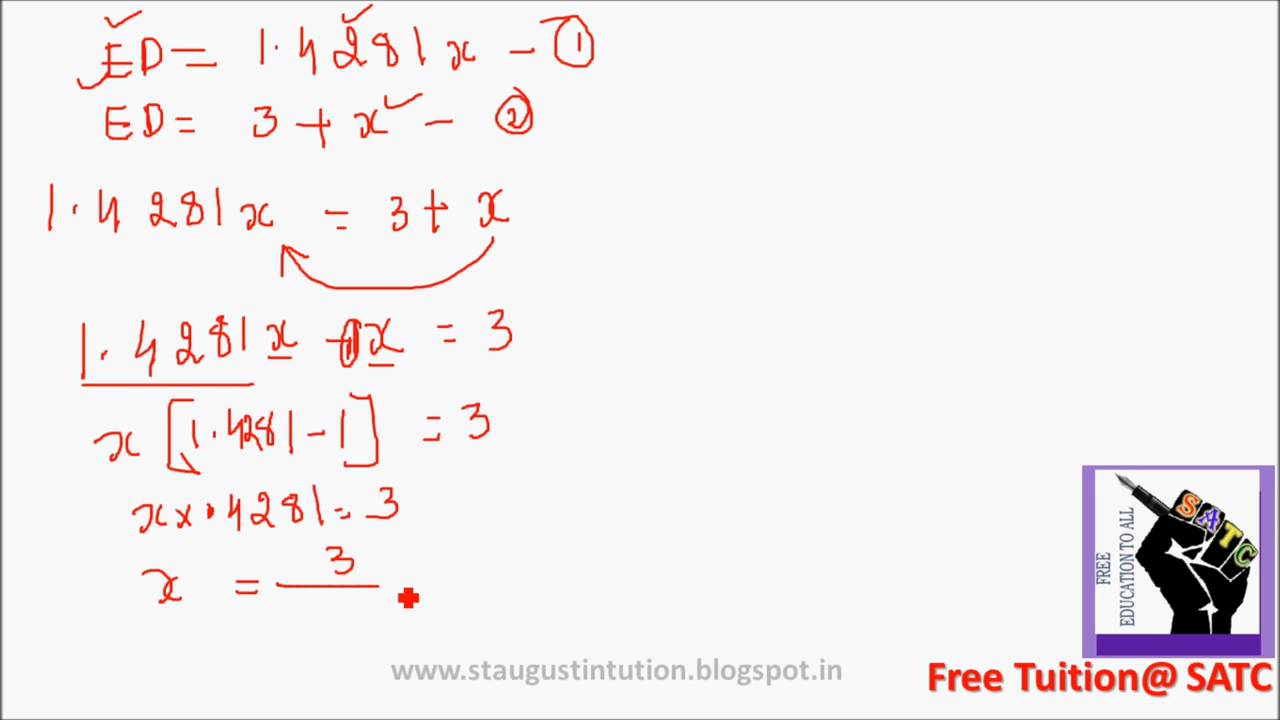 ED = 1.4281x - ①
ED = 3 + x - ②
1.4281x = 3 + x
1.4281x - 1x = 3
x [1.4281 - 1] = 3
x × .4281 = 3
x = 3
SATC
FREE
EDUCATION TO ALL
www.staugustintution.blogspot.in
Free Tuition@ SATC